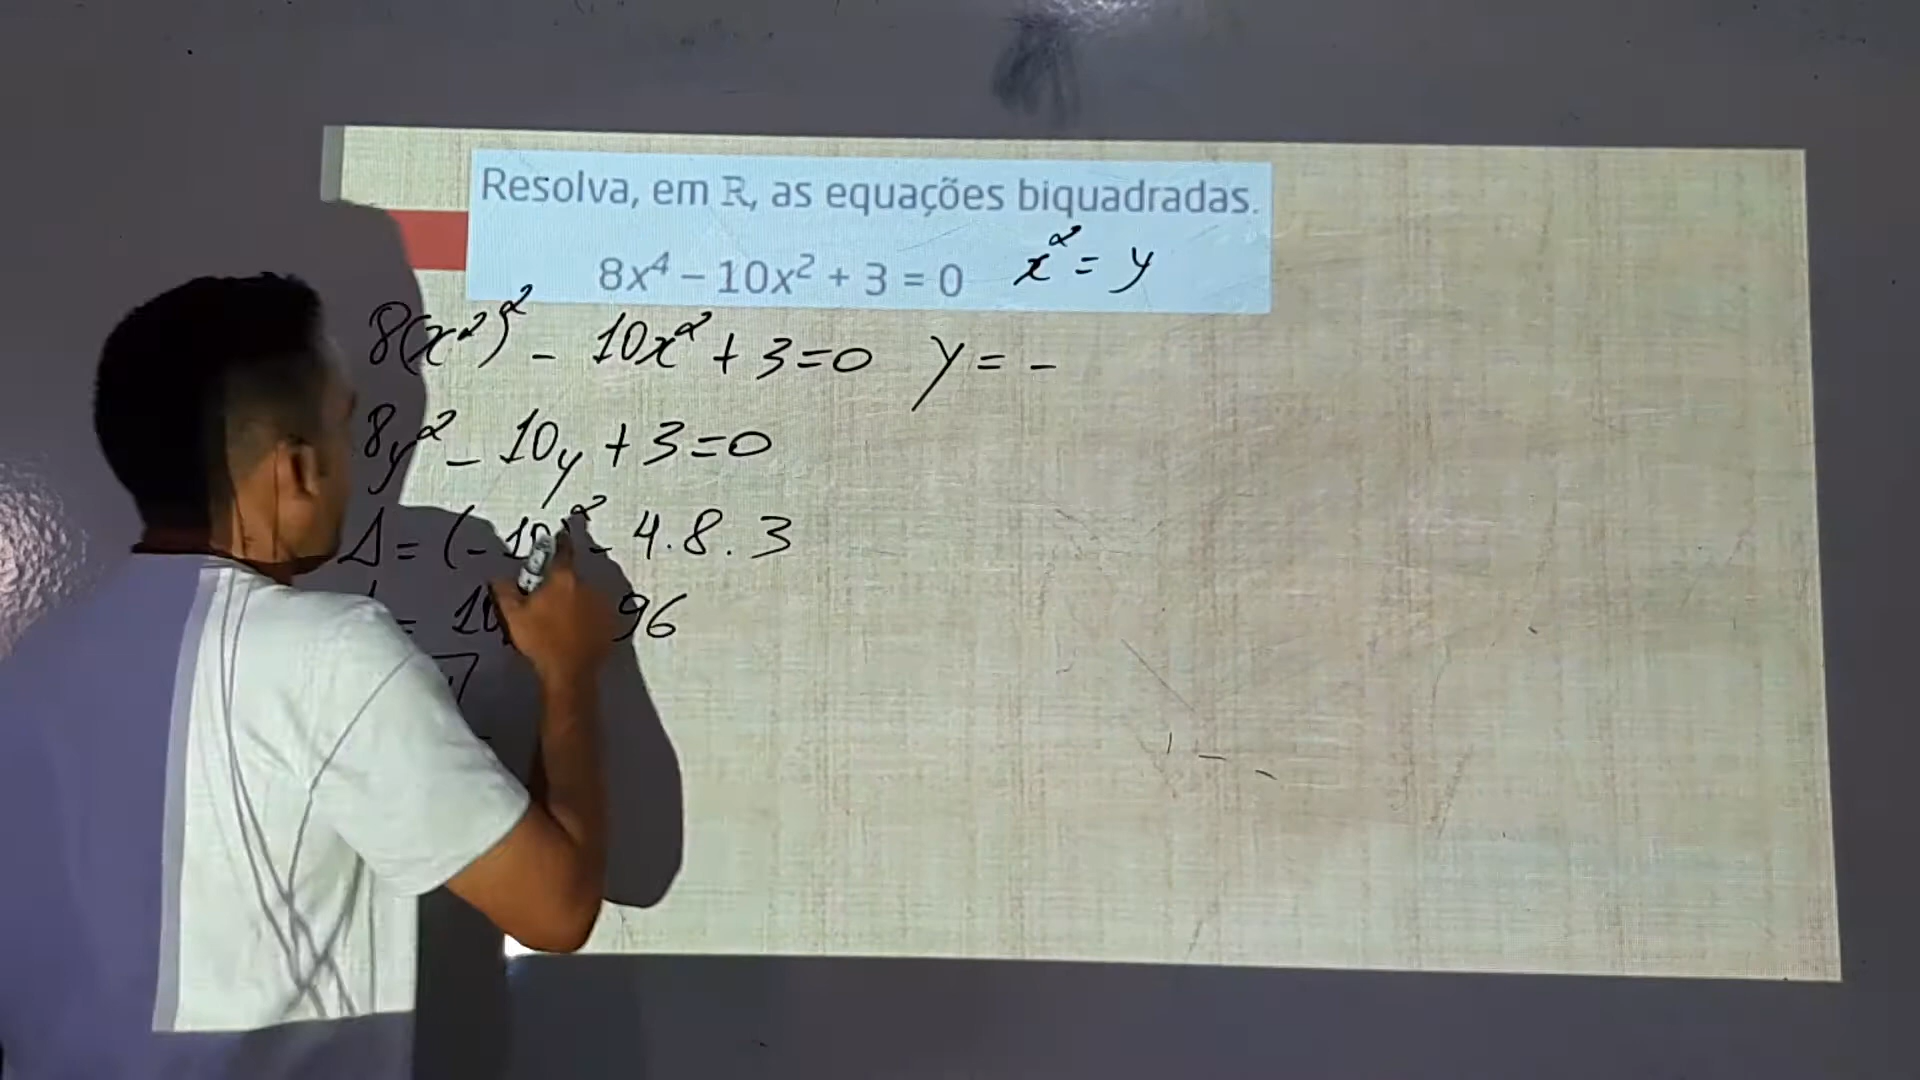 Resolva, em ℝ, as equações biquadradas.
8x⁴ – 10x² + 3 = 0 x² = y
8(x²)² - 10x² + 3 = 0 y = -
8y² - 10y + 3 = 0
Δ = (-10)² - 4.8.3
= 10 96